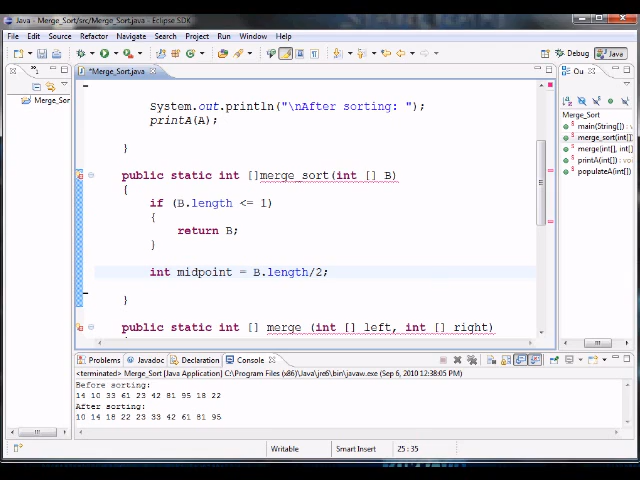 Java - Merge_Sort/src/Merge_Sort.java - Eclipse SDK
File Edit Source Refactor Navigate Search Project Run Window Help
Debug Java
*Merge_Sort.java
Ou
Merge_Sor
System.out.println("\nAfter sorting: ");
printA(A);
}
public static int []merge_sort(int [] B)
{
if (B.length <= 1)
{
return B;
}
int midpoint = B.length/2;
}
public static int [] merge (int [] left, int [] right)
Merge_Sort
main(String[])
merge_sort(int[]
merge(int[], int
printA(int[]) : vo
populateA(int[])
Problems Javadoc Declaration Console
<terminated> Merge_Sort [Java Application] C:\Program Files (x86)\Java\jre6\bin\javaw.exe (Sep 6, 2010 12:38:05 PM)
Before sorting:
14 10 33 61 23 42 81 95 18 22
After sorting:
10 14 18 22 23 33 42 61 81 95
Writable Smart Insert 25 : 35